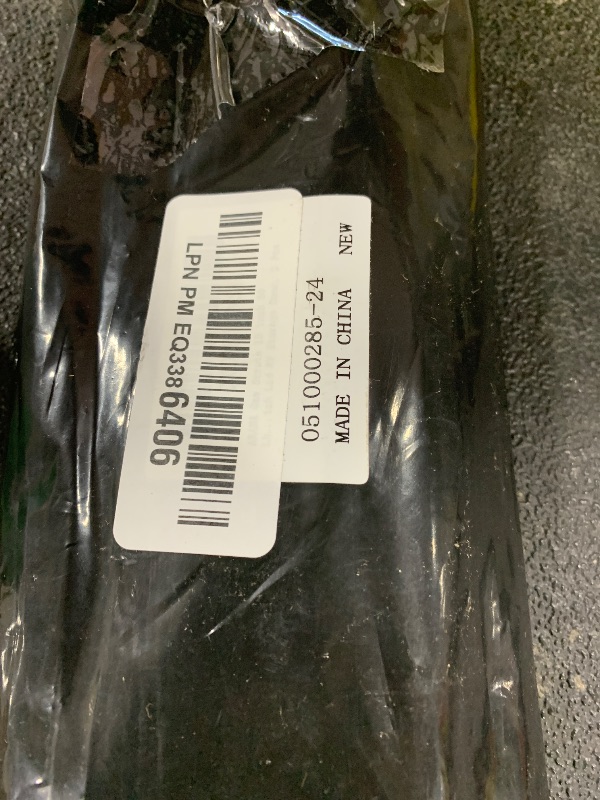 LPN PM EQ3386406
051000285-24
MADE IN CHINA NEW